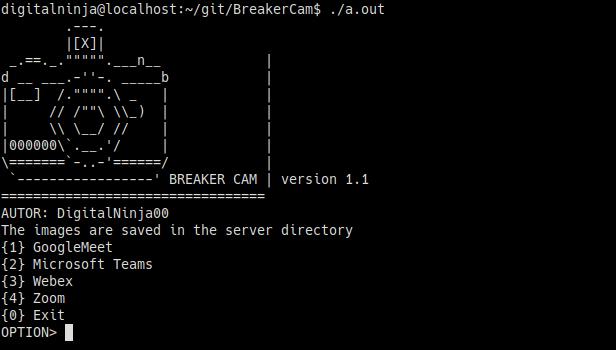 digitalninja@localhost:~/git/BreakerCam$ ./a.out
        .---.
        |[X]|
 _.==._.""""".___n__             |
d __ ___.-''-. _____b            |
|[__]  /."""".\ _   |            |
|     // /""\ \\_)  |            |
|     \\ \__/ //    |            |
|000000\`.__.'/     |            |
\=======`-..-'======/            |
 `-----------------' BREAKER CAM | version 1.1
=================================
AUTOR: DigitalNinja00
The images are saved in the server directory
{1} GoogleMeet
{2} Microsoft Teams
{3} Webex
{4} Zoom
{0} Exit
OPTION>